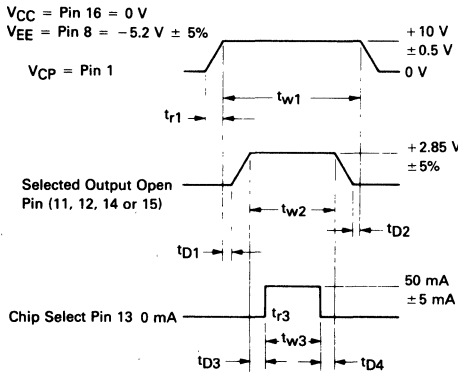 VCC = Pin 16 = 0 V
VEE = Pin 8 = −5.2 V ± 5%
VCP = Pin 1
+10 V
±0.5 V
0 V
tw1
tr1
+2.85 V
±5%
Selected Output Open
Pin (11, 12, 14 or 15)
tw2
tD2
tD1
50 mA
±5 mA
Chip Select Pin 13 0 mA
tr3
tw3
tD3
tD4